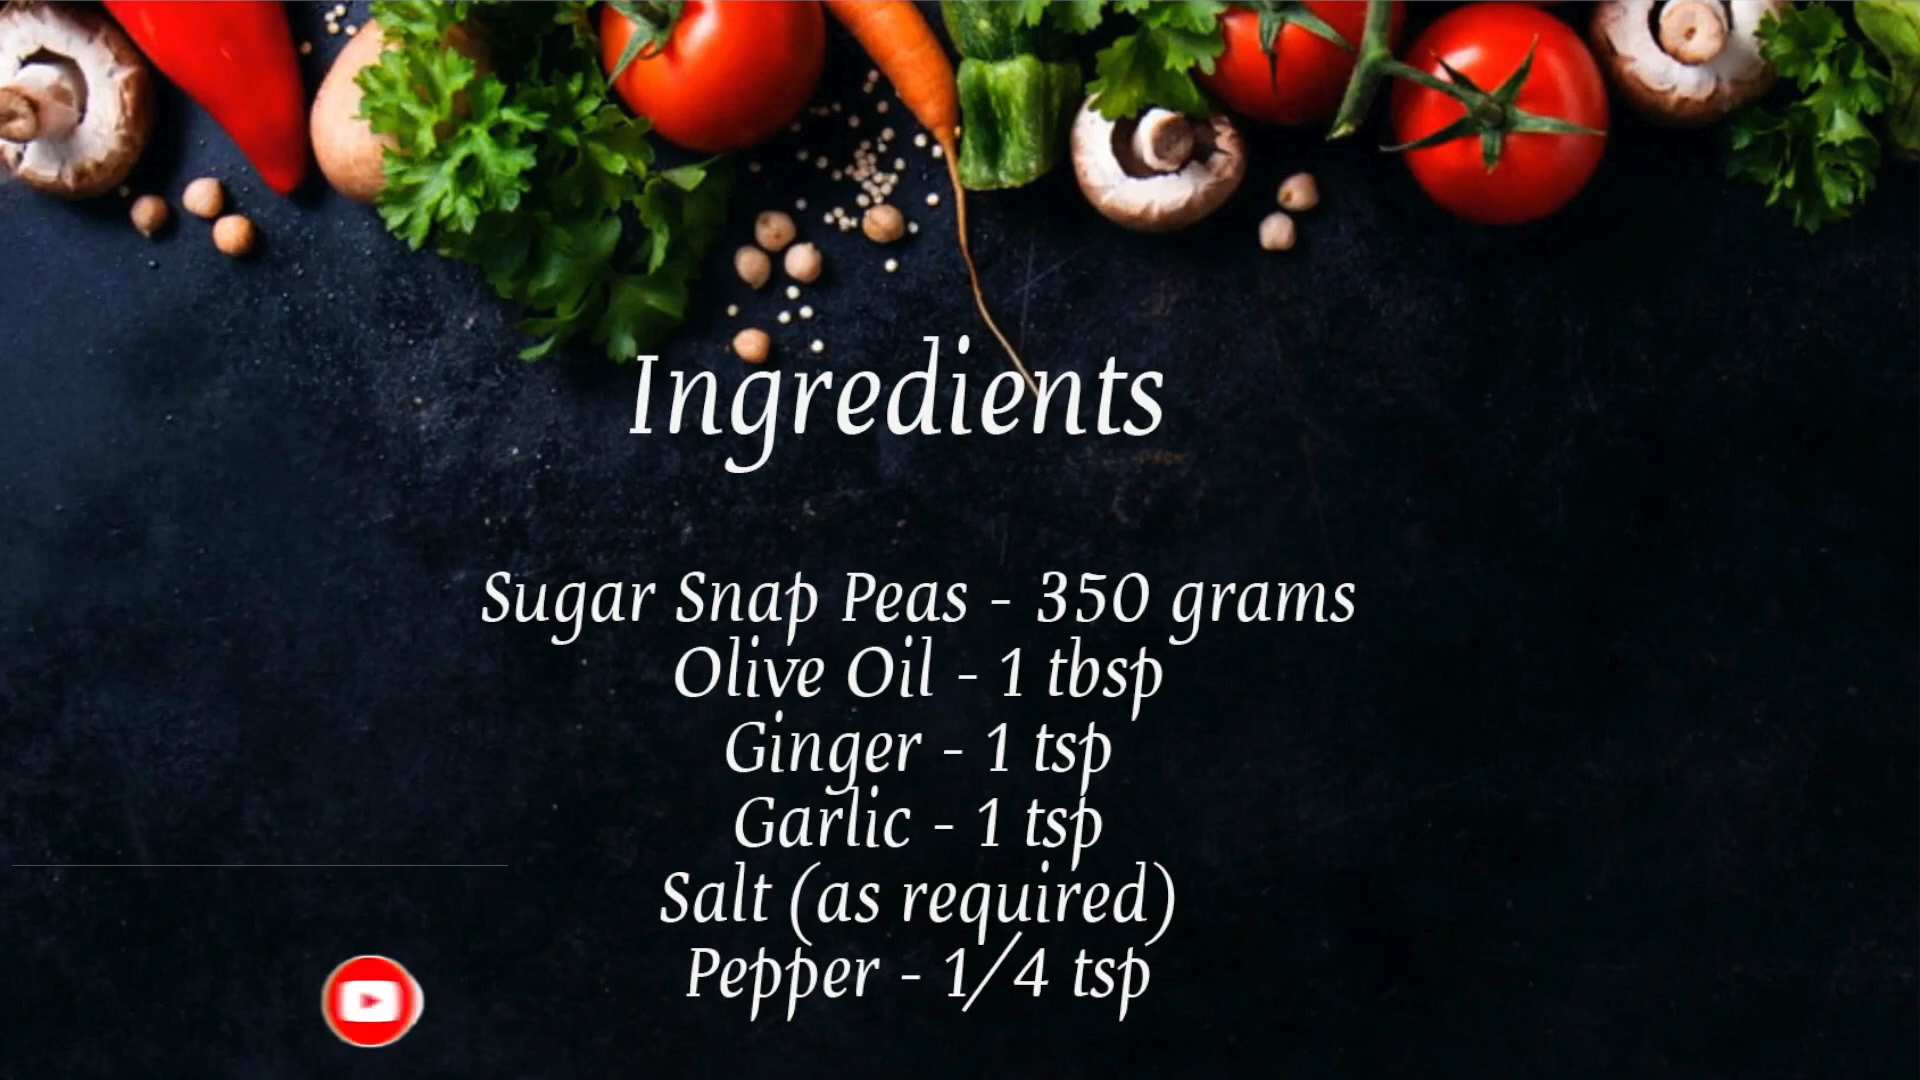 Ingredients
Sugar Snap Peas - 350 grams
Olive Oil - 1 tbsp
Ginger - 1 tsp
Garlic - 1 tsp
Salt (as required)
Pepper - 1/4 tsp